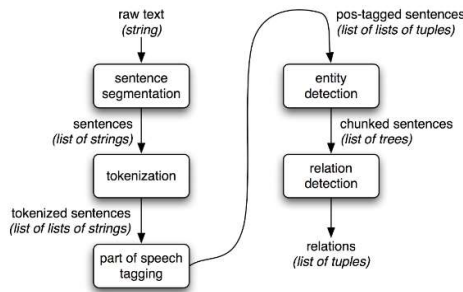 raw text
(string)
sentence
segmentation
sentences
(list of strings)
tokenization
tokenized sentences
(list of lists of strings)
part of speech
tagging
pos-tagged sentences
(list of lists of tuples)
entity
detection
chunked sentences
(list of trees)
relation
detection
relations
(list of tuples)